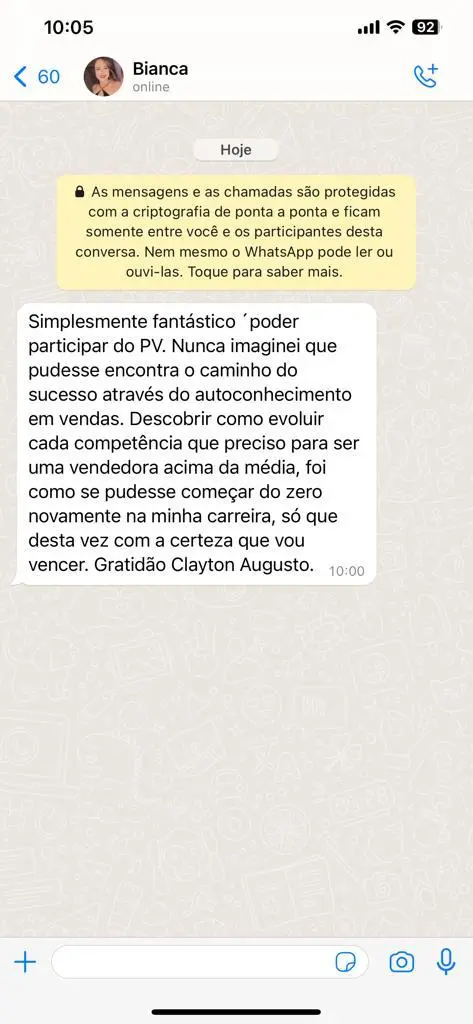 10:05
92
60
Bianca
online
Hoje
As mensagens e as chamadas são protegidas
com a criptografia de ponta a ponta e ficam
somente entre você e os participantes desta
conversa. Nem mesmo o WhatsApp pode ler ou
ouvi-las. Toque para saber mais.
Simplesmente fantástico ´poder
participar do PV. Nunca imaginei que
pudesse encontra o caminho do
sucesso através do autoconhecimento
em vendas. Descobrir como evoluir
cada competência que preciso para ser
uma vendedora acima da média, foi
como se pudesse começar do zero
novamente na minha carreira, só que
desta vez com a certeza que vou
vencer. Gratidão Clayton Augusto.
10:00